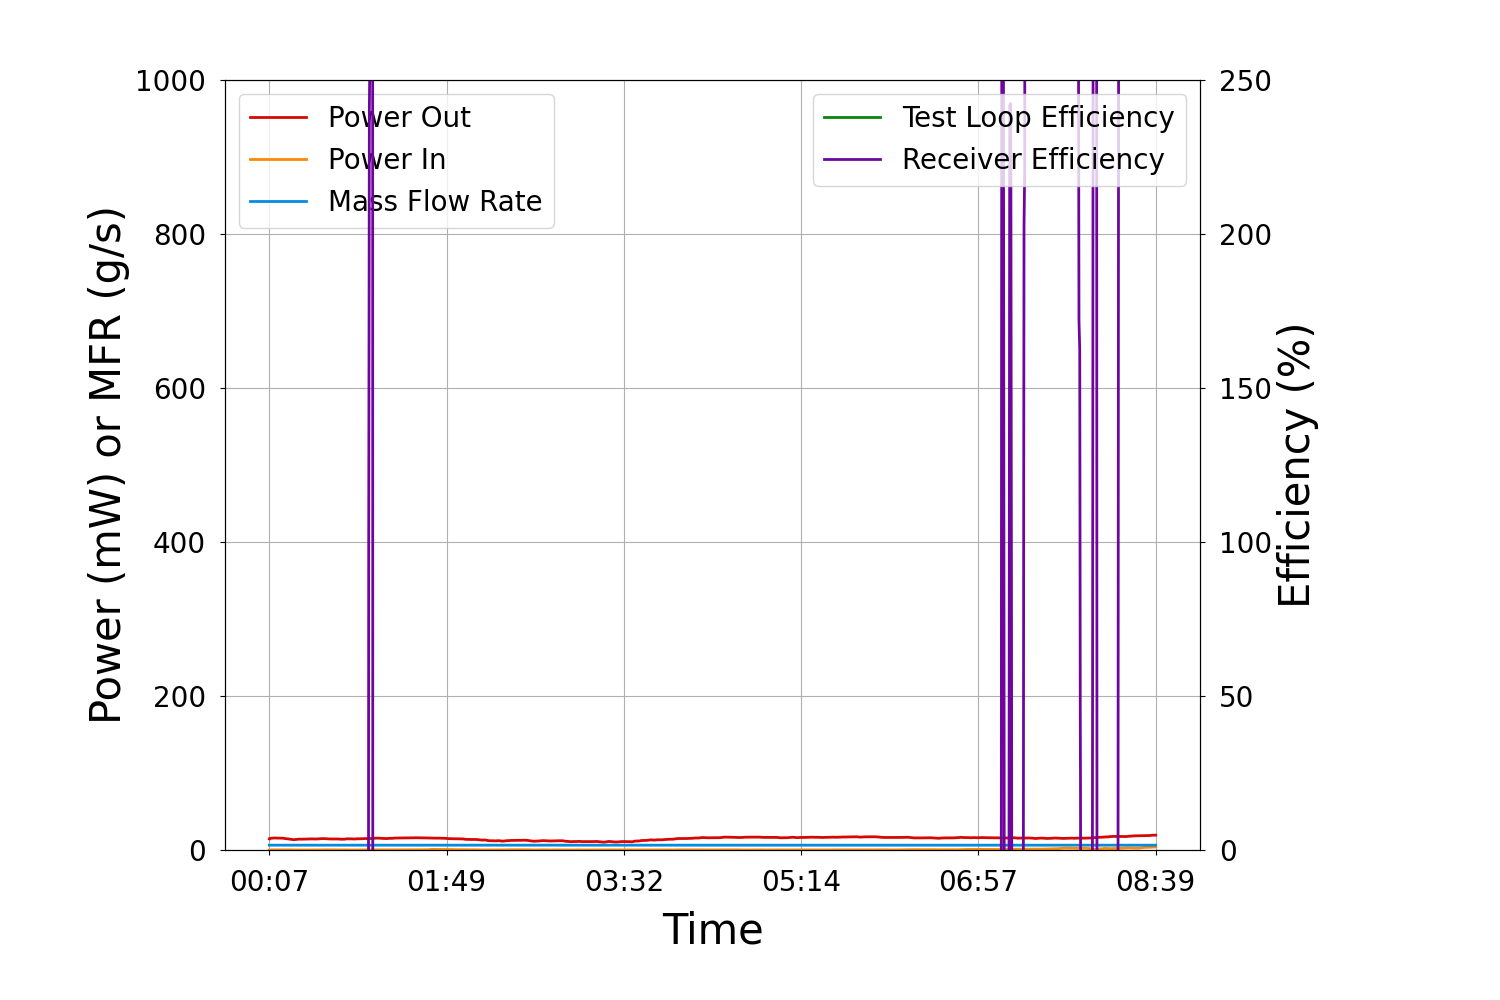 1000
800
600
400
200
0
Power (mW) or MFR (g/s)
Power Out
Power In
Mass Flow Rate
Test Loop Efficiency
Receiver Efficiency
250
200
150
100
50
0
Efficiency (%)
00:07 01:49 03:32 05:14 06:57 08:39
Time